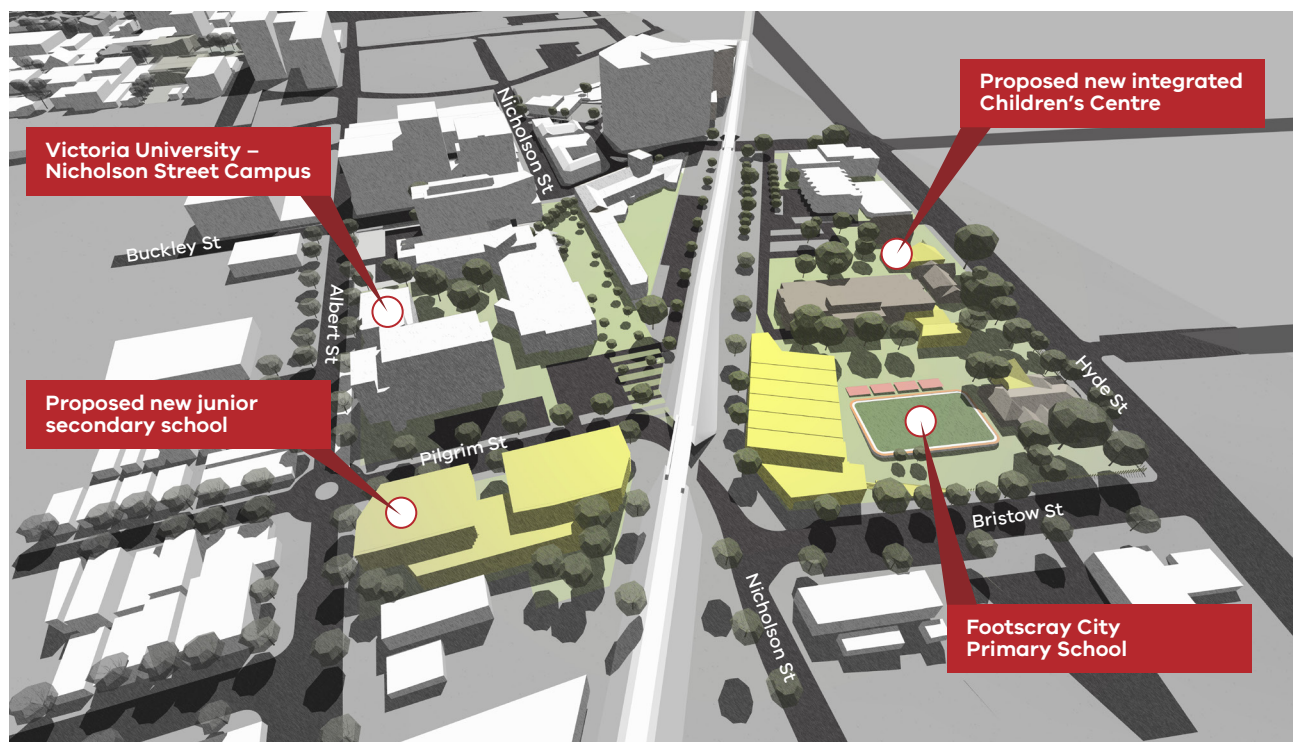 Proposed new integrated
Children's Centre
Nicholson St
Victoria University –
Nicholson Street Campus
Buckley St
Albert St
Hyde St
Proposed new junior
secondary school
Pilgrim St
Bristow St
Nicholson St
Footscray City
Primary School